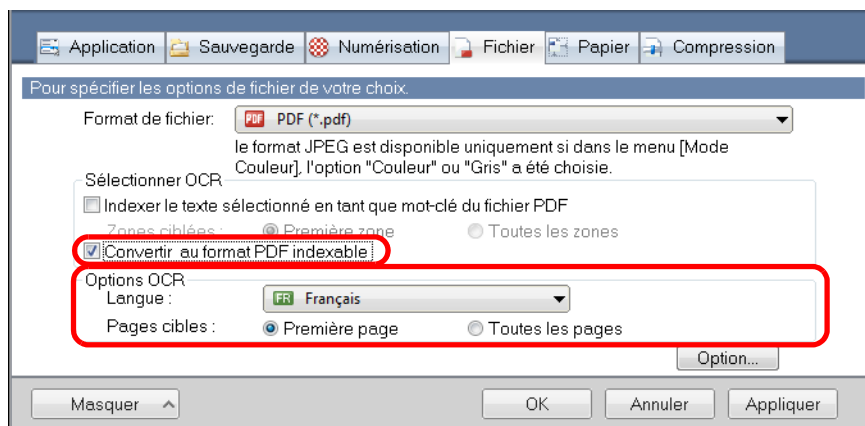 Application Sauvegarde Numérisation Fichier Papier Compression
Pour spécifier les options de fichier de votre choix.
Format de fichier: PDF PDF (*.pdf)
le format JPEG est disponible uniquement si dans le menu [Mode
Couleur], l'option "Couleur" ou "Gris" a été choisie.
Sélectionner OCR
Indexer le texte sélectionné en tant que mot-clé du fichier PDF
Zones ciblées : Première zone Toutes les zones
Convertir au format PDF indexable
Options OCR
Langue : FR Français
Pages cibles : Première page Toutes les pages
Option...
Masquer OK Annuler Appliquer